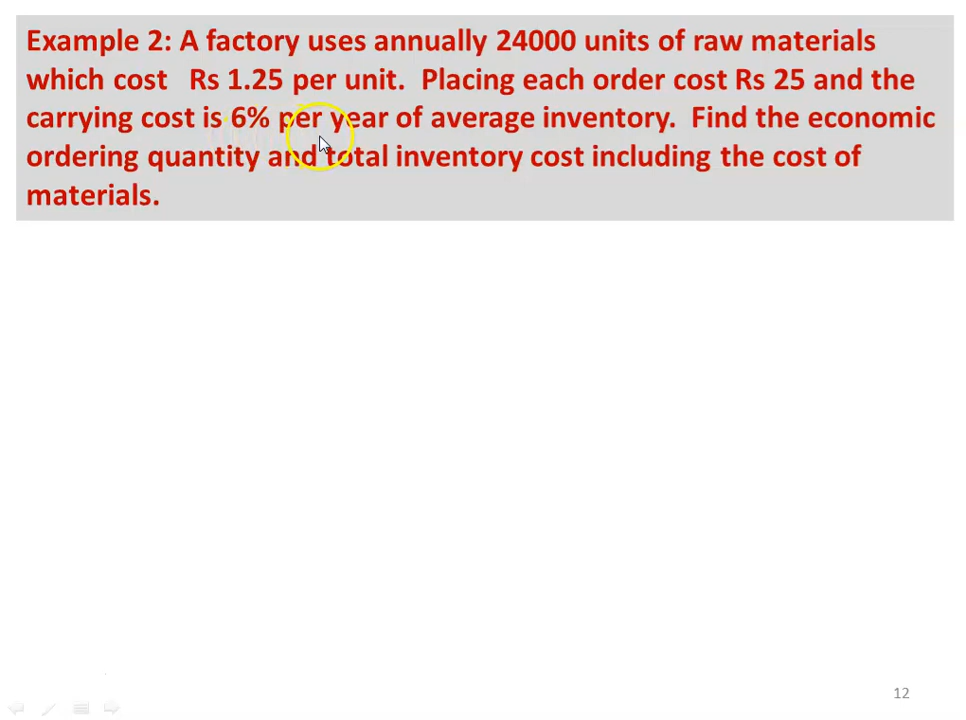 Example 2: A factory uses annually 24000 units of raw materials
which cost Rs 1.25 per unit. Placing each order cost Rs 25 and the
carrying cost is 6% per year of average inventory. Find the economic
ordering quantity and total inventory cost including the cost of
materials.
12